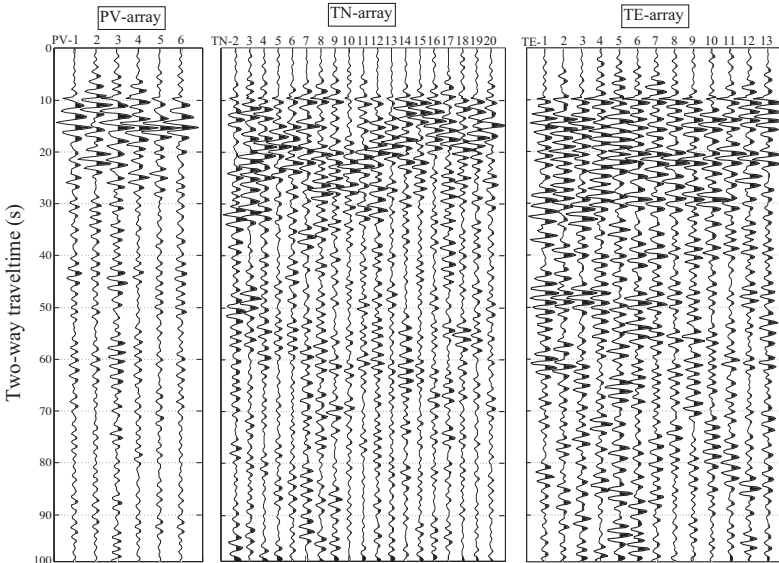 PV-array
TN-array
TE-array
PV-1 2 3 4 5 6
TN-2 3 4 5 6 7 8 9 10 11 12 13 14 15 16 17 18 19 20
TE-1 2 3 4 5 6 7 8 9 10 11 12 13
0
10
20
30
40
50
60
70
80
90
100
Two-way traveltime (s)